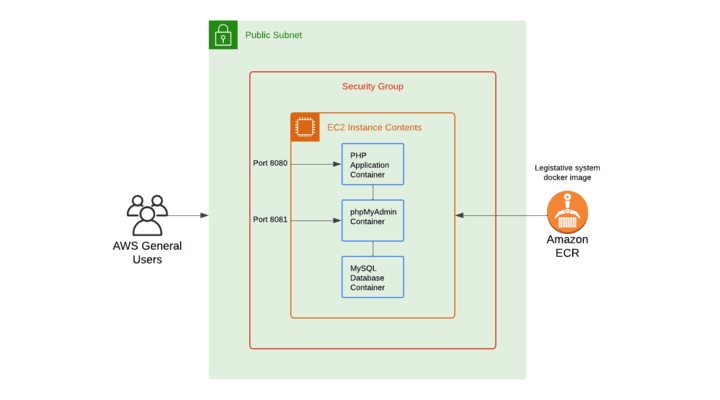 Public Subnet
Security Group
EC2 Instance Contents
Port 8080
PHP
Application
Container
Port 8081
phpMyAdmin
Container
MySQL
Database
Container
AWS General
Users
Legistative system
docker image
Amazon
ECR